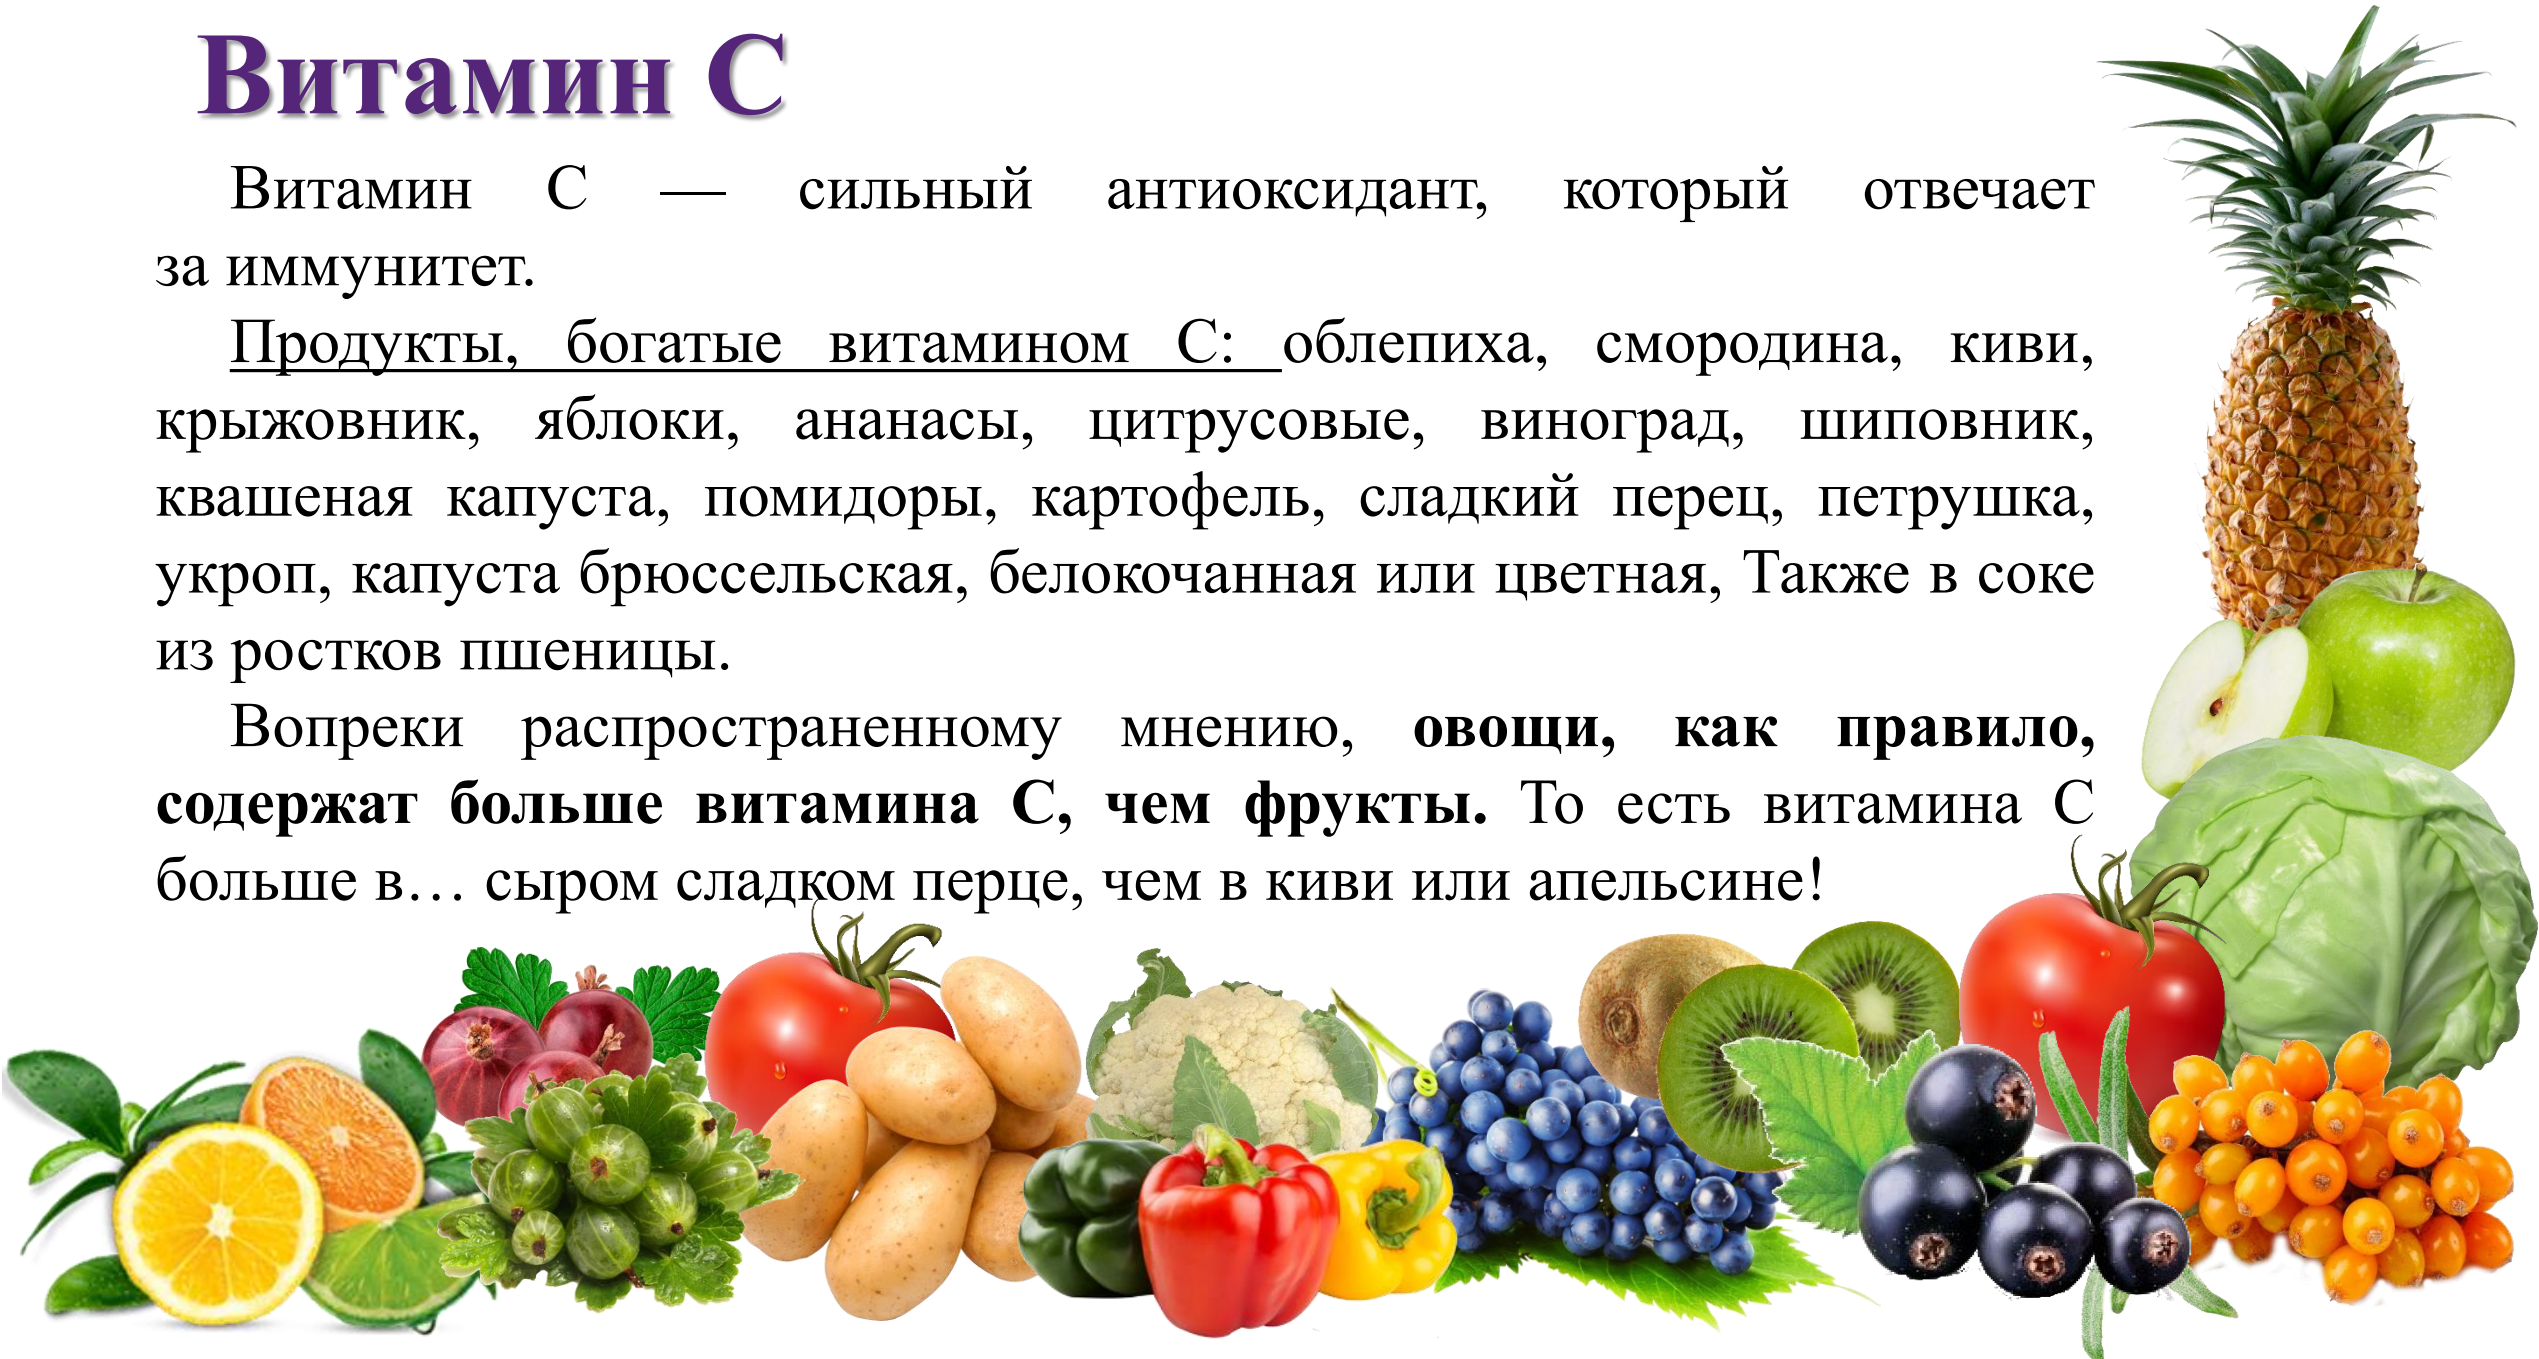 Витамин С
Витамин С — сильный антиоксидант, который отвечает
за иммунитет.
Продукты, богатые витамином С: облепиха, смородина, киви,
крыжовник, яблоки, ананасы, цитрусовые, виноград, шиповник,
квашеная капуста, помидоры, картофель, сладкий перец, петрушка,
укроп, капуста брюссельская, белокочанная или цветная, Также в соке
из ростков пшеницы.
Вопреки распространенному мнению, овощи, как правило,
содержат больше витамина С, чем фрукты. То есть витамина С
больше в… сыром сладком перце, чем в киви или апельсине!